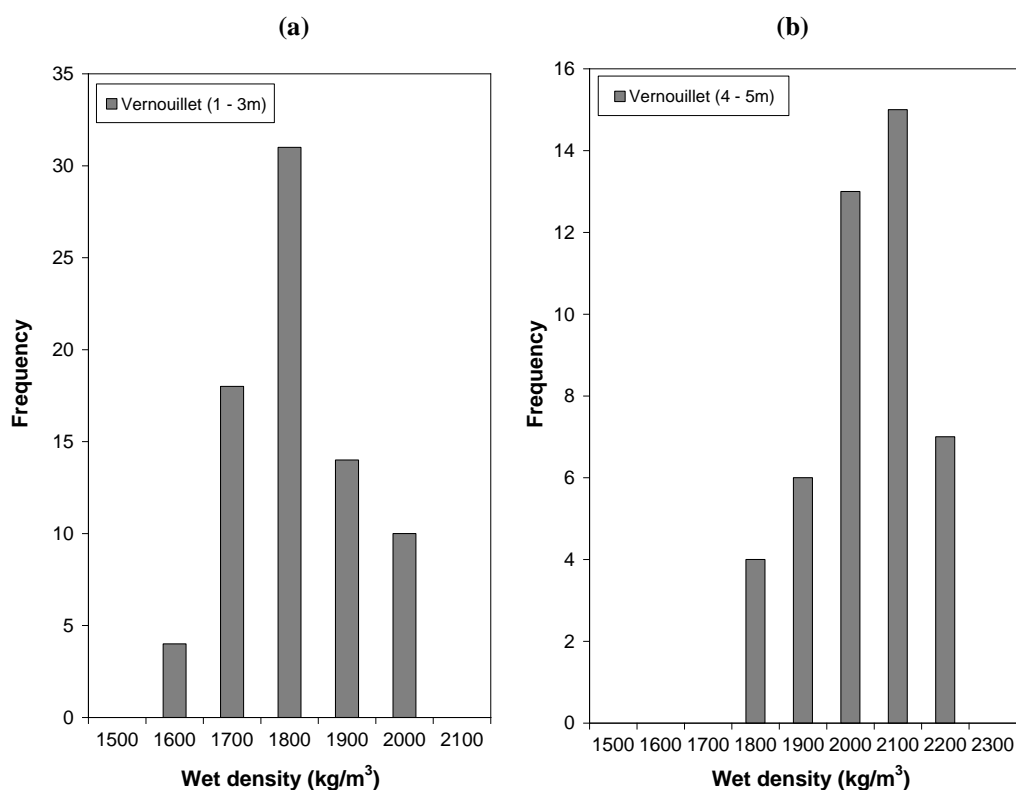 (a)
35
30
25
20
15
10
5
0
Frequency
Vernouillet (1 - 3m)
1500 1600 1700 1800 1900 2000 2100
Wet density (kg/m³)
(b)
16
14
12
10
8
6
4
2
0
Frequency
Vernouillet (4 - 5m)
1500 1600 1700 1800 1900 2000 2100 2200 2300
Wet density (kg/m³)